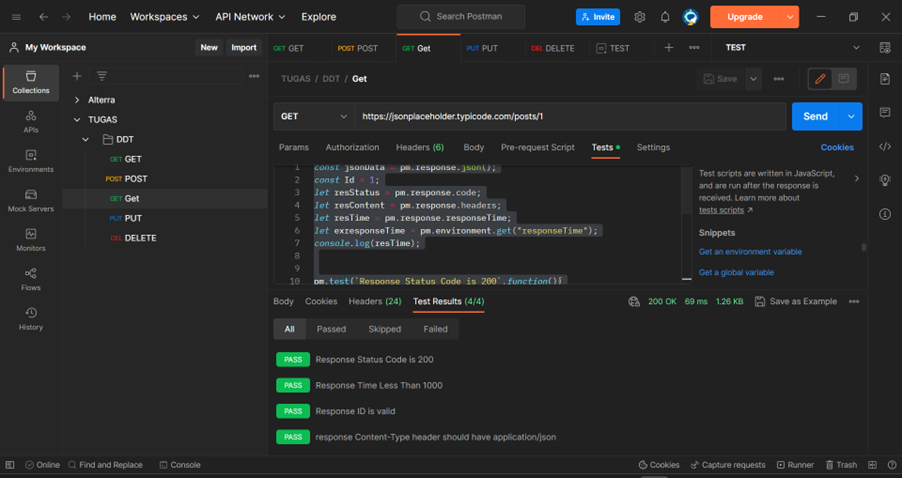 Home Workspaces API Network Explore Search Postman Invite Upgrade
My Workspace New Import GET GET POST POST GET Get PUT PUT DEL DELETE TEST TEST
Collections
APIs
Environments
Mock Servers
Monitors
Flows
History
Alterra
TUGAS
DDT
GET GET
POST POST
GET Get
PUT PUT
DEL DELETE
TUGAS / DDT / Get Save
GET https://jsonplaceholder.typicode.com/posts/1 Send
Params Authorization Headers (6) Body Pre-request Script Tests Settings Cookies
1 const jsonData = pm.response.json();
2 const Id = 1;
3 let resStatus = pm.response.code;
4 let resContent = pm.response.headers;
5 let resTime = pm.response.responseTime;
6 let exresponseTime = pm.environment.get("responseTime");
7 console.log(resTime);
8
9
10 pm.test(`Response Status Code is 200`,function(){
Test scripts are written in JavaScript,
and are run after the response is
received. Learn more about
tests scripts
Snippets
Get an environment variable
Get a global variable
Body Cookies Headers (24) Test Results (4/4) 200 OK 69 ms 1.26 KB Save as Example
All Passed Skipped Failed
PASS Response Status Code is 200
PASS Response Time Less Than 1000
PASS Response ID is valid
PASS response Content-Type header should have application/json
Online Find and Replace Console Cookies Capture requests Runner Trash